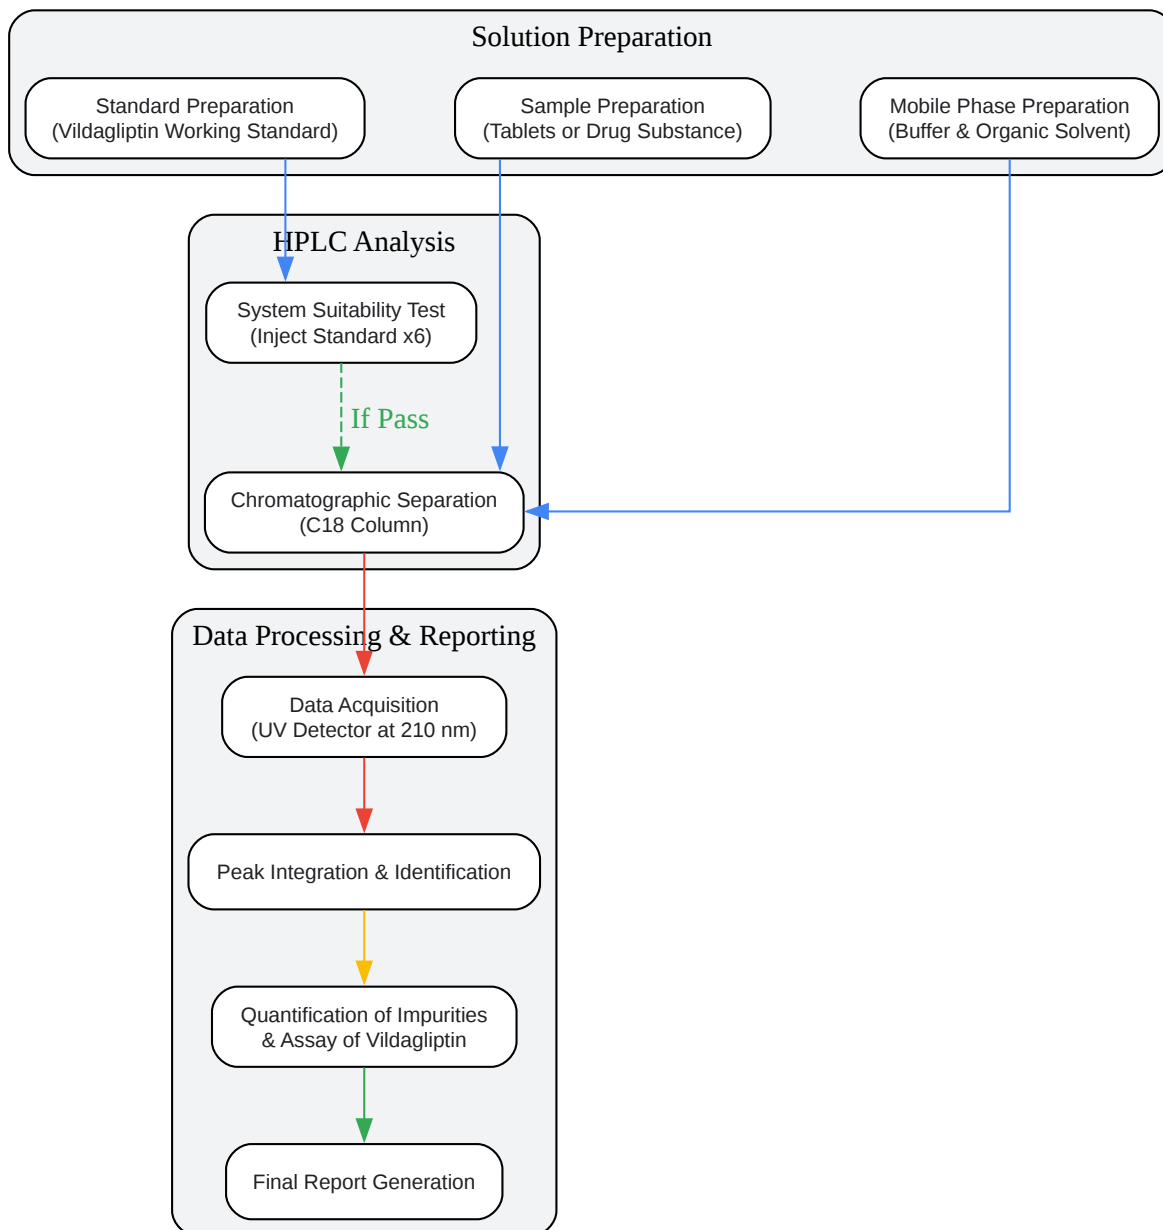 Solution Preparation
Standard Preparation
(Vildagliptin Working Standard)
Sample Preparation
(Tablets or Drug Substance)
Mobile Phase Preparation
(Buffer & Organic Solvent)
HPLC Analysis
System Suitability Test
(Inject Standard x6)
If Pass
Chromatographic Separation
(C18 Column)
Data Processing & Reporting
Data Acquisition
(UV Detector at 210 nm)
Peak Integration & Identification
Quantification of Impurities
& Assay of Vildagliptin
Final Report Generation